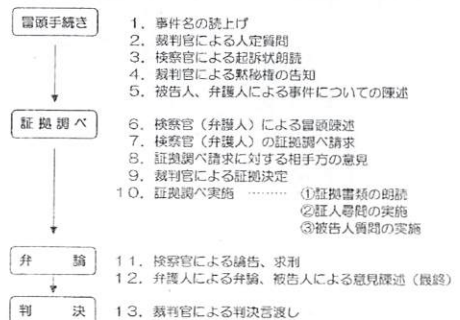 冒頭手続き
1. 事件名の読上げ
2. 裁判官による人定質問
3. 検察官による起訴状朗読
4. 裁判官による黙秘権の告知
5. 被告人、弁護人による事件についての陳述
証拠調べ
6. 検察官（弁護人）による冒頭陳述
7. 検察官（弁護人）の証拠調べ請求
8. 証拠調べ請求に対する相手方の意見
9. 裁判官による証拠決定
10. 証拠調べ実施 ……… ①証拠書類の朗読
②証人尋問の実施
③被告人質問の実施
弁論
11. 検察官による論告、求刑
12. 弁護人による弁論、被告人による意見陳述（最終）
判決
13. 裁判官による判決言渡し